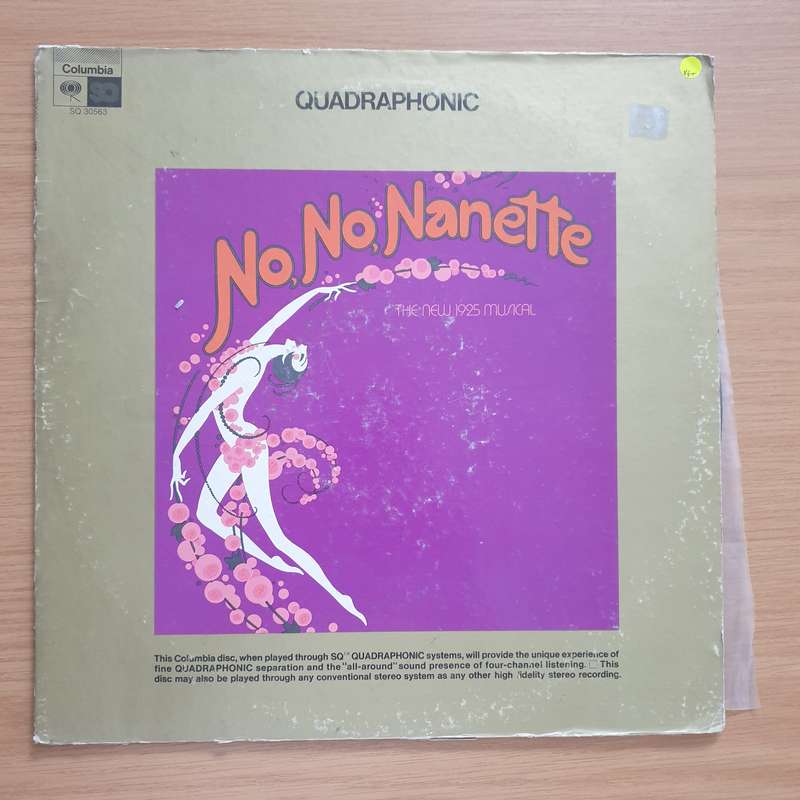 Columbia
SQ
SQ 30563
QUADRAPHONIC
No, No, Nanette
THE NEW 1925 MUSICAL
This Columbia disc, when played through SQ™ QUADRAPHONIC systems, will provide the unique experience of
fine QUADRAPHONIC separation and the "all-around" sound presence of four-channel listening. □ This
disc may also be played through any conventional stereo system as any other high fidelity stereo recording.